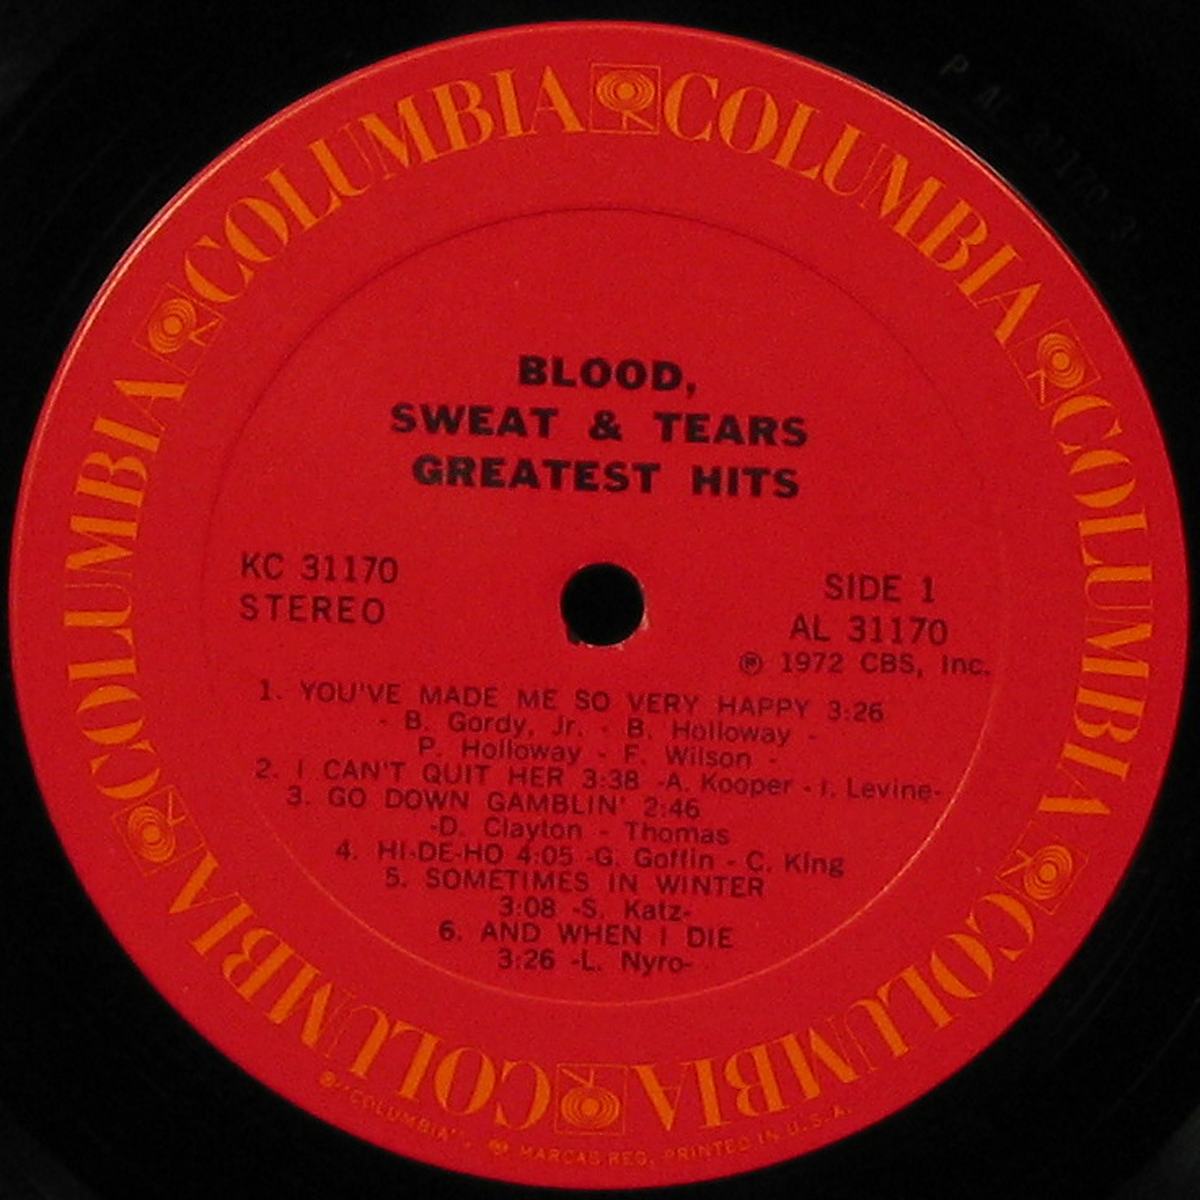 COLUMBIA COLUMBIA COLUMBIA COLUMBIA COLUMBIA COLUMBIA
BLOOD,
SWEAT & TEARS
GREATEST HITS
KC 31170
STEREO
SIDE 1
AL 31170
℗ 1972 CBS, Inc.
1. YOU'VE MADE ME SO VERY HAPPY 3:26
- B. Gordy, Jr. - B. Holloway -
P. Holloway - F. Wilson -
2. I CAN'T QUIT HER 3:38 -A. Kooper - I. Levine-
3. GO DOWN GAMBLIN' 2:46
-D. Clayton - Thomas
4. HI-DE-HO 4:05 -G. Goffin - C. King
5. SOMETIMES IN WINTER
3:08 -S. Katz-
6. AND WHEN I DIE
3:26 -L. Nyro-
®"COLUMBIA", MARCAS REG. PRINTED IN U.S.A.